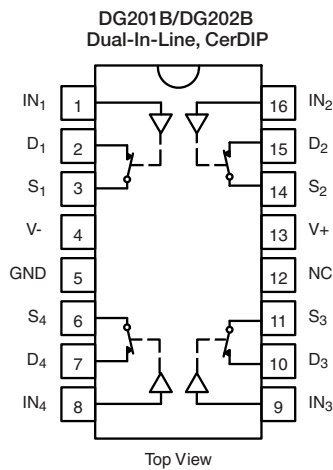 DG201B/DG202B
Dual-In-Line, CerDIP
IN₁ 1 16 IN₂
D₁ 2 15 D₂
S₁ 3 14 S₂
V- 4 13 V+
GND 5 12 NC
S₄ 6 11 S₃
D₄ 7 10 D₃
IN₄ 8 9 IN₃
Top View